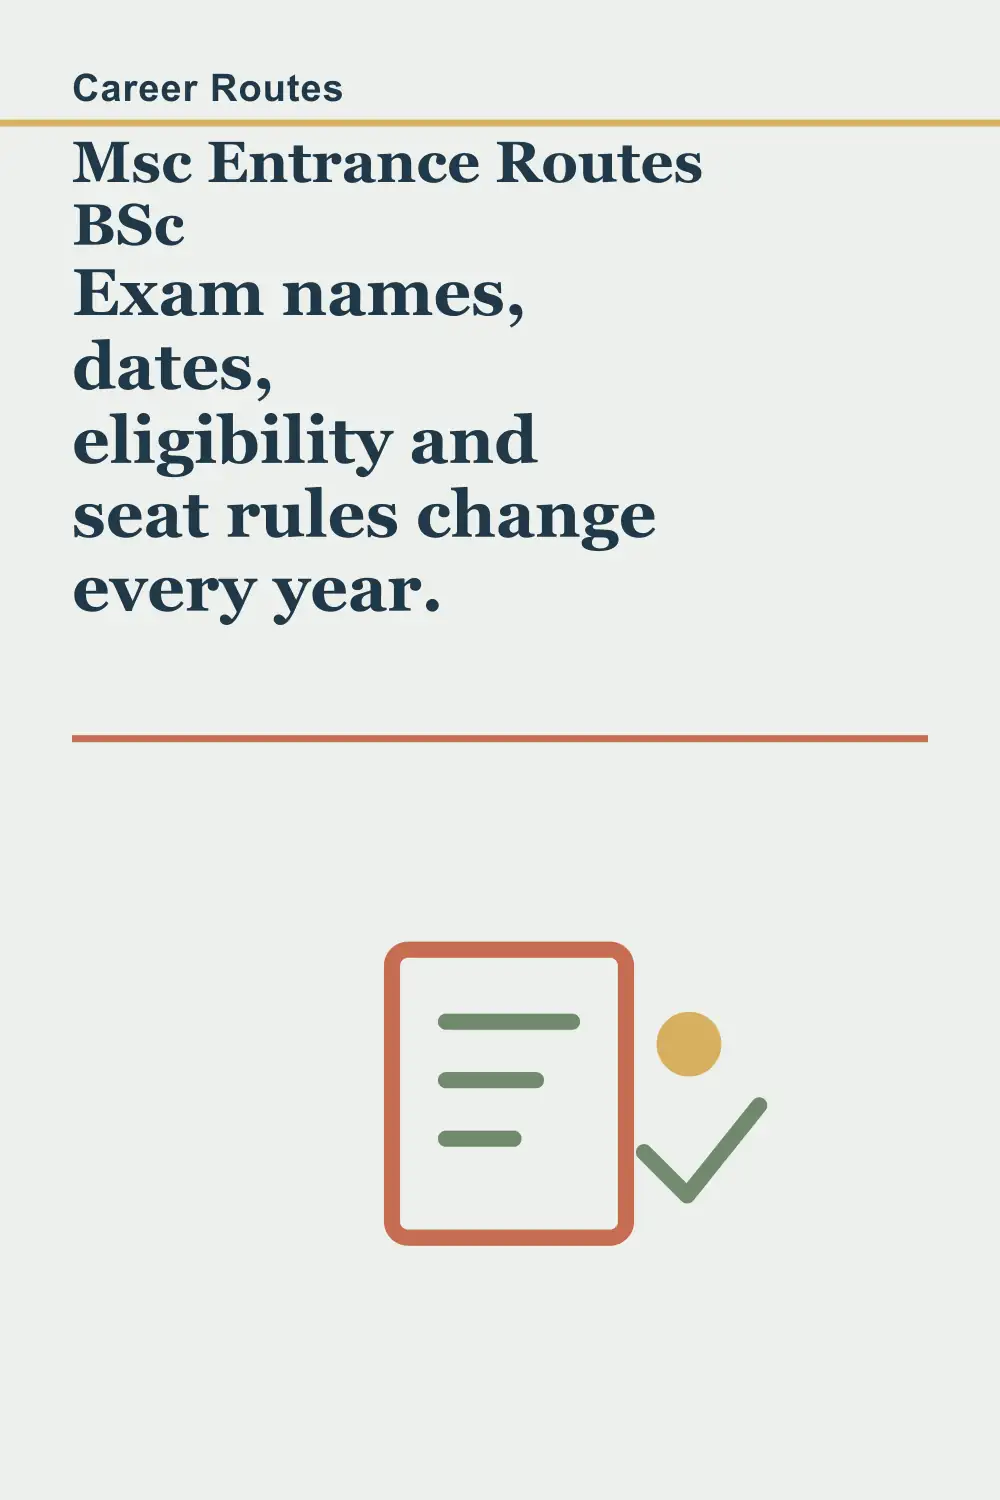 Career Routes
Msc Entrance Routes
BSc
Exam names,
dates,
eligibility and
seat rules change
every year.